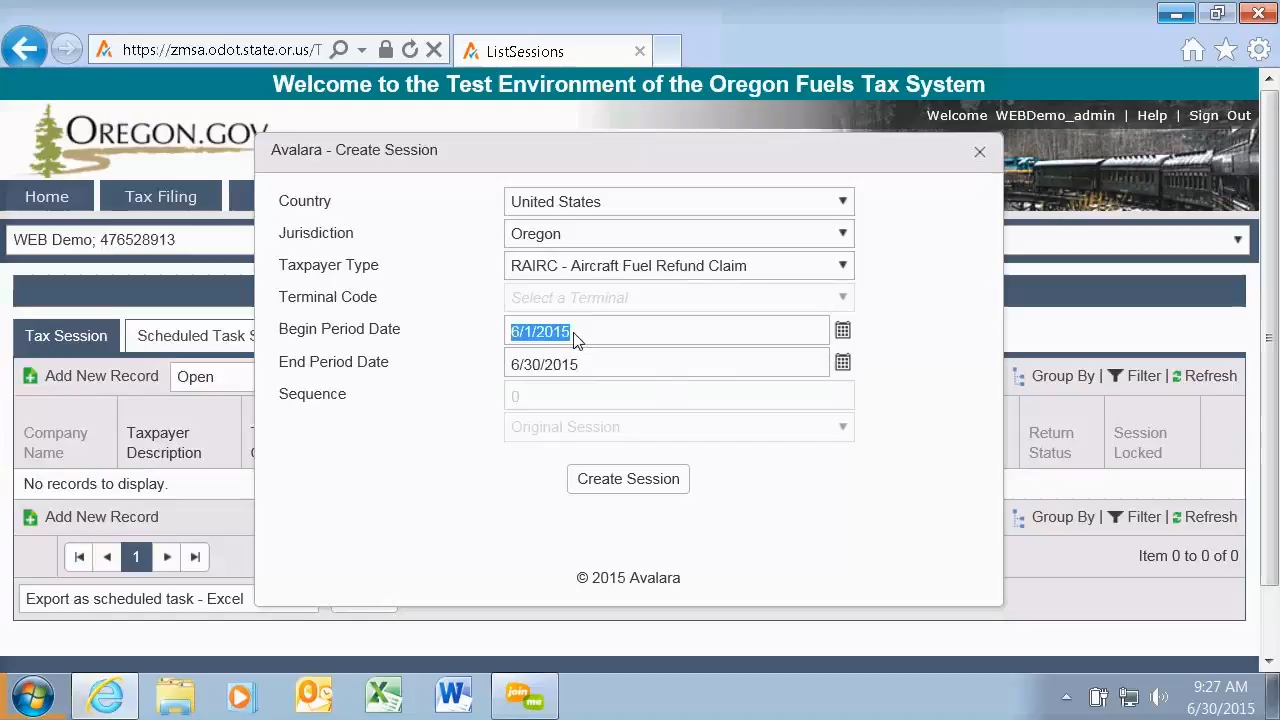 https://zmsa.odot.state.or.us/T
ListSessions
Welcome to the Test Environment of the Oregon Fuels Tax System
OREGON.GOV
Welcome WEBDemo_admin | Help | Sign Out
Avalara - Create Session
Home
Tax Filing
WEB Demo; 476528913
Country
United States
Jurisdiction
Oregon
Taxpayer Type
RAIRC - Aircraft Fuel Refund Claim
Terminal Code
Select a Terminal
Begin Period Date
6/1/2015
End Period Date
6/30/2015
Sequence
0
Original Session
Create Session
© 2015 Avalara
Tax Session
Scheduled Task S
Add New Record
Open
Group By | Filter | Refresh
Company Name
Taxpayer Description
Return Status
Session Locked
No records to display.
Add New Record
Group By | Filter | Refresh
1
Item 0 to 0 of 0
Export as scheduled task - Excel
join me
9:27 AM
6/30/2015